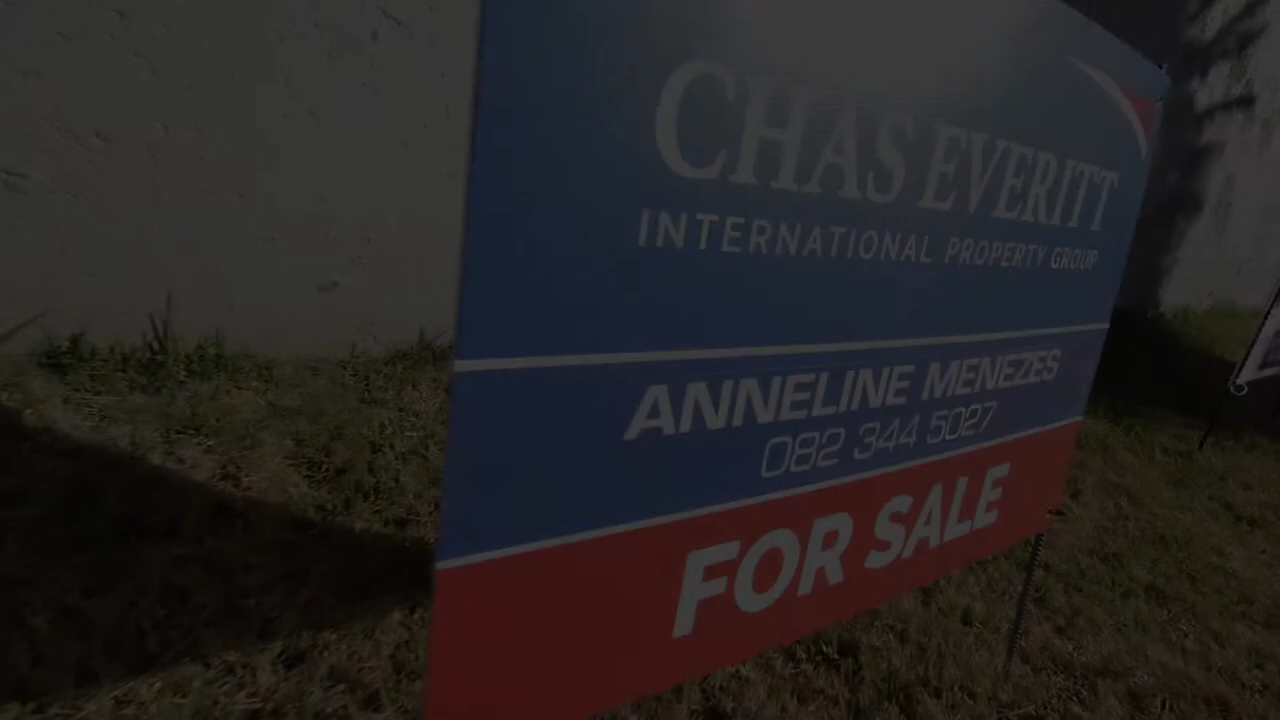 CHAS EVERITT
INTERNATIONAL PROPERTY GROUP
ANNELINE MENEZES
082 344 5027
FOR SALE